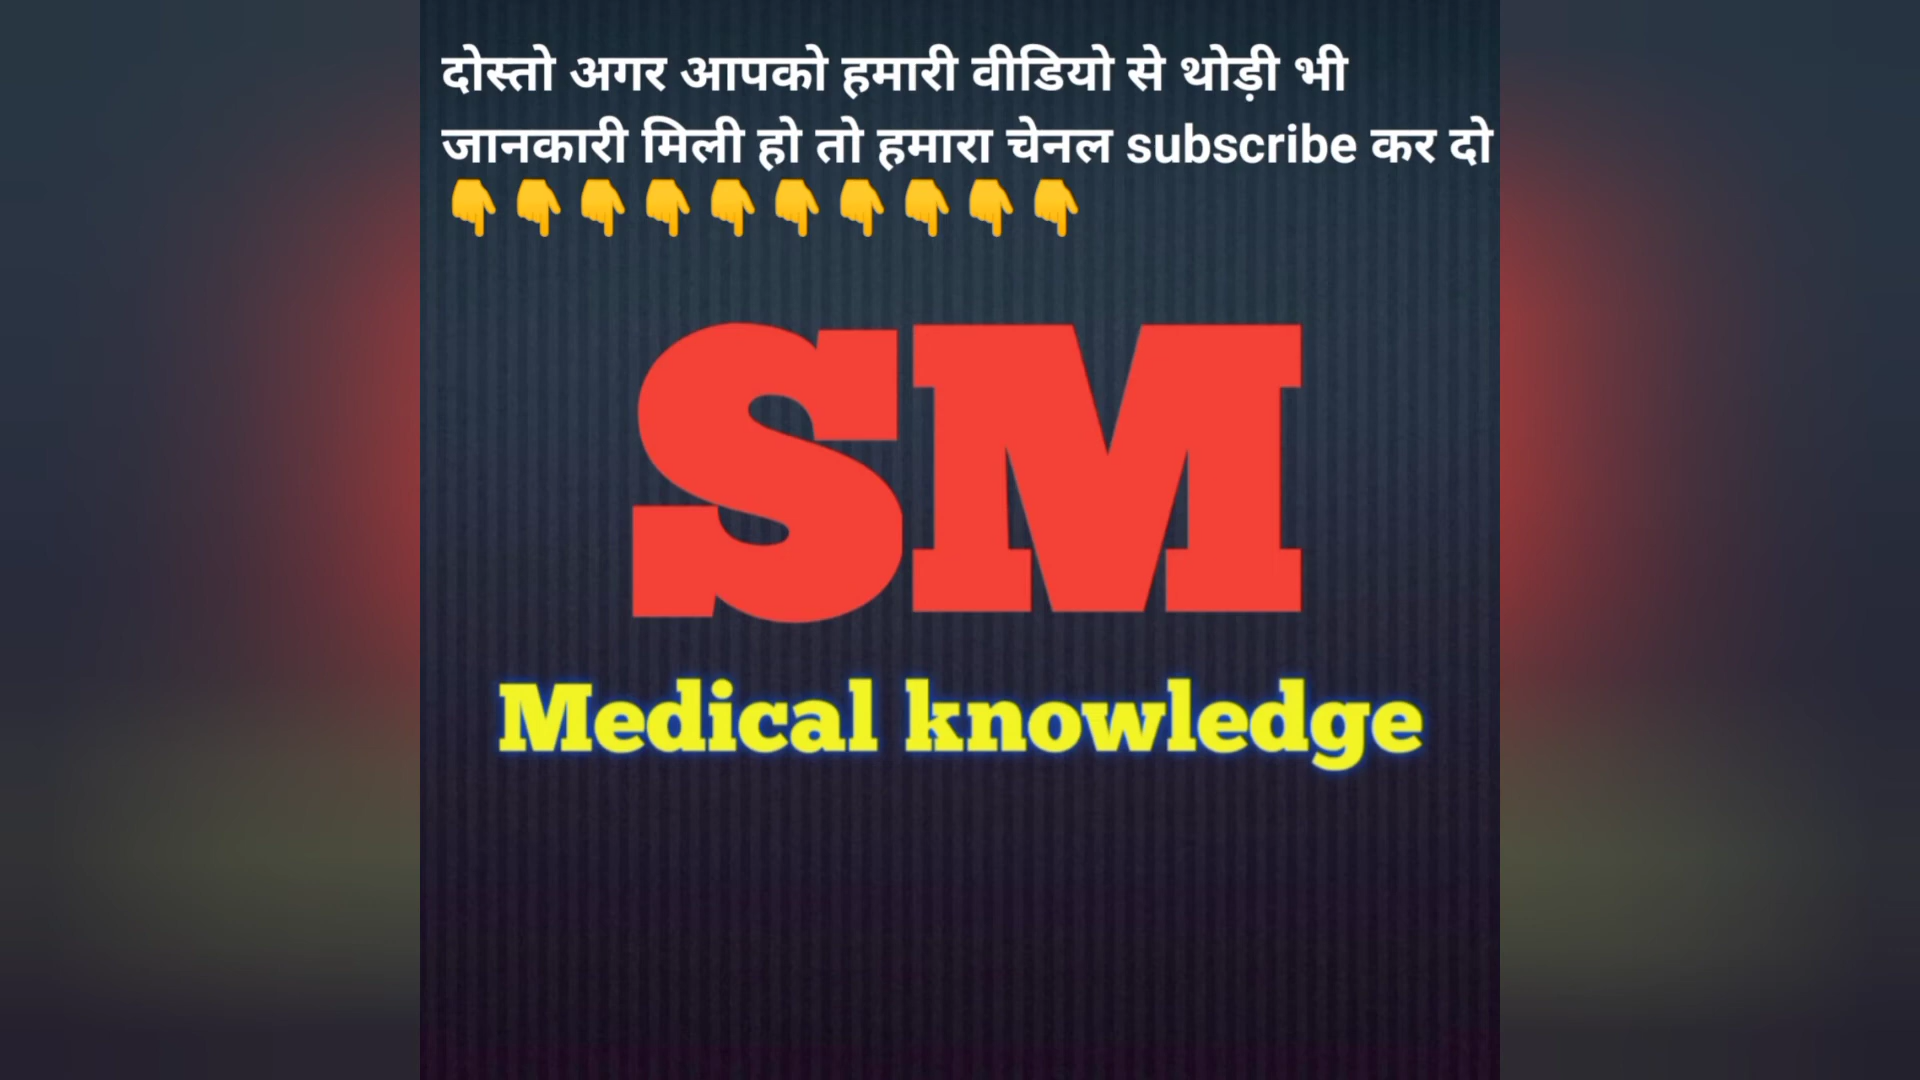 दोस्तो अगर आपको हमारी वीडियो से थोड़ी भी
जानकारी मिली हो तो हमारा चेनल subscribe कर दो
👇👇👇👇👇👇👇👇👇👇
SM
Medical knowledge